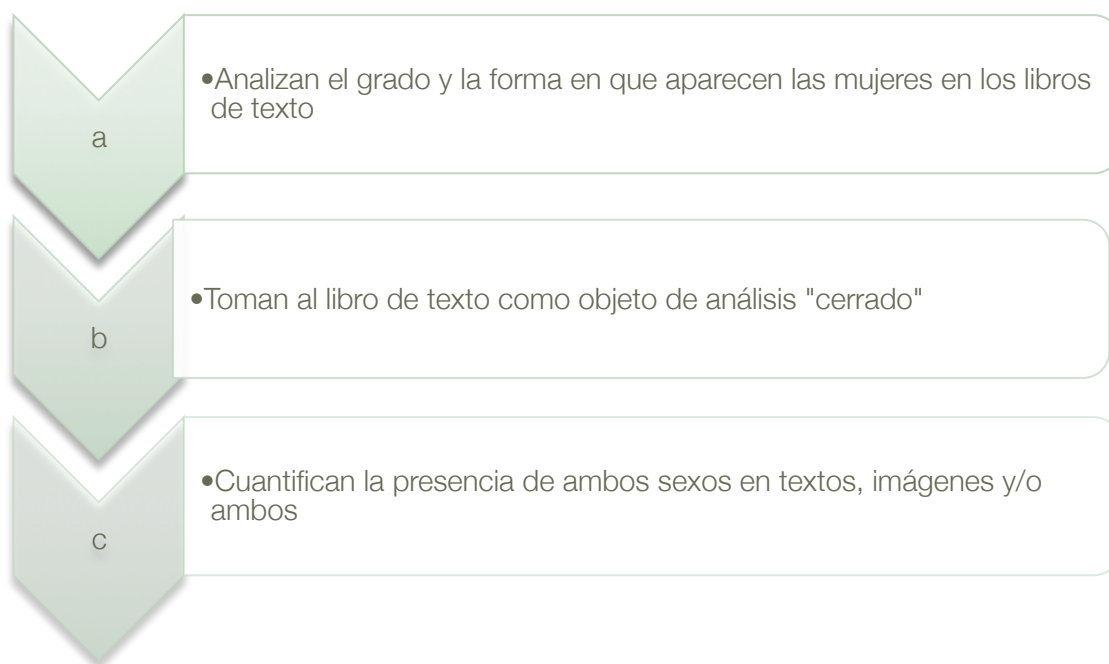 a
•Analizan el grado y la forma en que aparecen las mujeres en los libros
de texto
b
•Toman al libro de texto como objeto de análisis "cerrado"
c
•Cuantifican la presencia de ambos sexos en textos, imágenes y/o
ambos